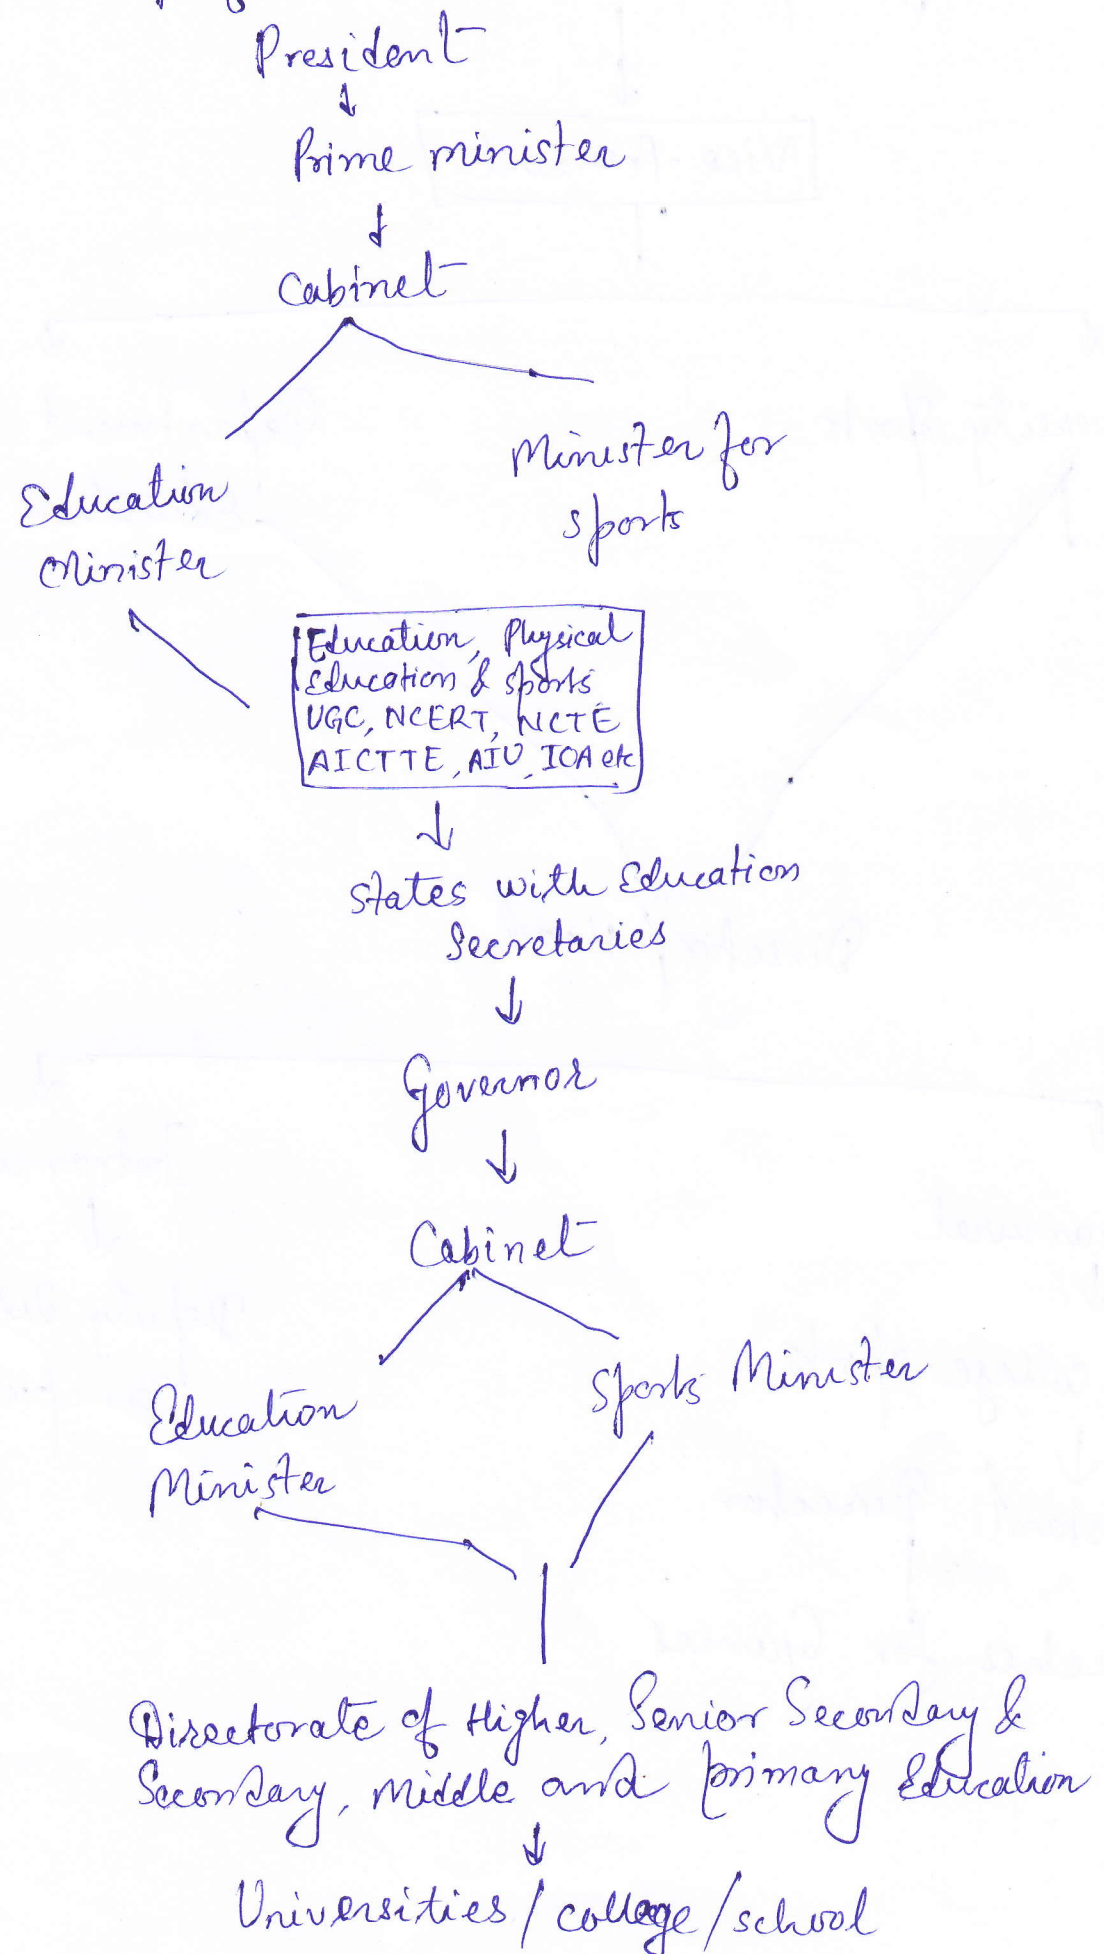 President
Prime minister
Cabinet
Minister for
sports
Education
Minister
Education, Physical
Education & sports
UGC, NCERT, NCTE
AICTTE, AIU, IOA etc
States with Education
Secretaries
Governor
Cabinet
Sports Minister
Education
Minister
Directorate of Higher, Senior Secondary &
Secondary, Middle and primary Education
Universities / college / school